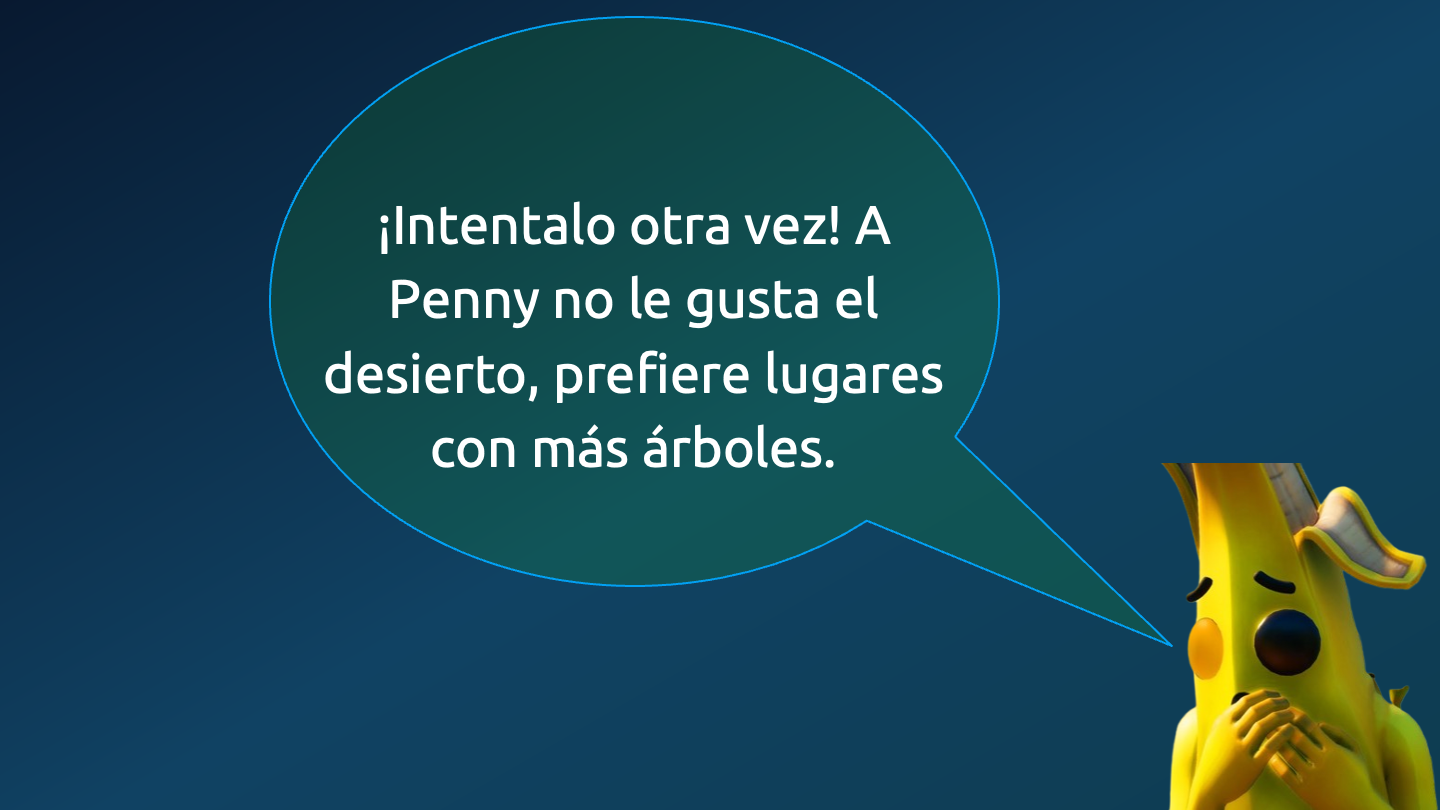 ¡Intentalo otra vez! A
Penny no le gusta el
desierto, prefiere lugares
con más árboles.